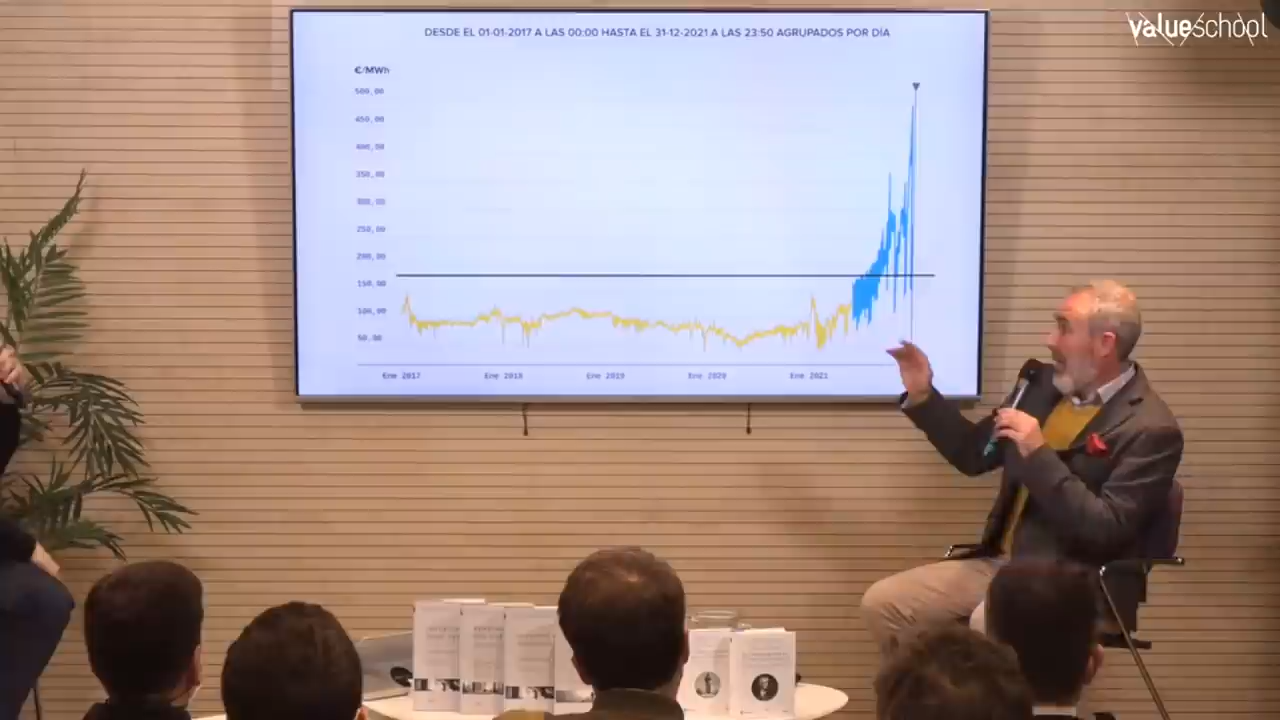 valueschool
DESDE EL 01-01-2017 A LAS 00:00 HASTA EL 31-12-2021 A LAS 23:50 AGRUPADOS POR DÍA
€/MWh
500,00
450,00
400,00
350,00
300,00
250,00
200,00
150,00
100,00
50,00
Ene 2017 Ene 2018 Ene 2019 Ene 2020 Ene 2021